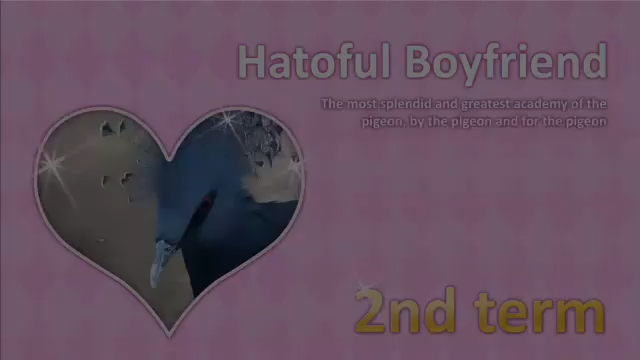 Hatoful Boyfriend
The most splendid and greatest academy of the
pigeon, by the pigeon and for the pigeon
2nd term